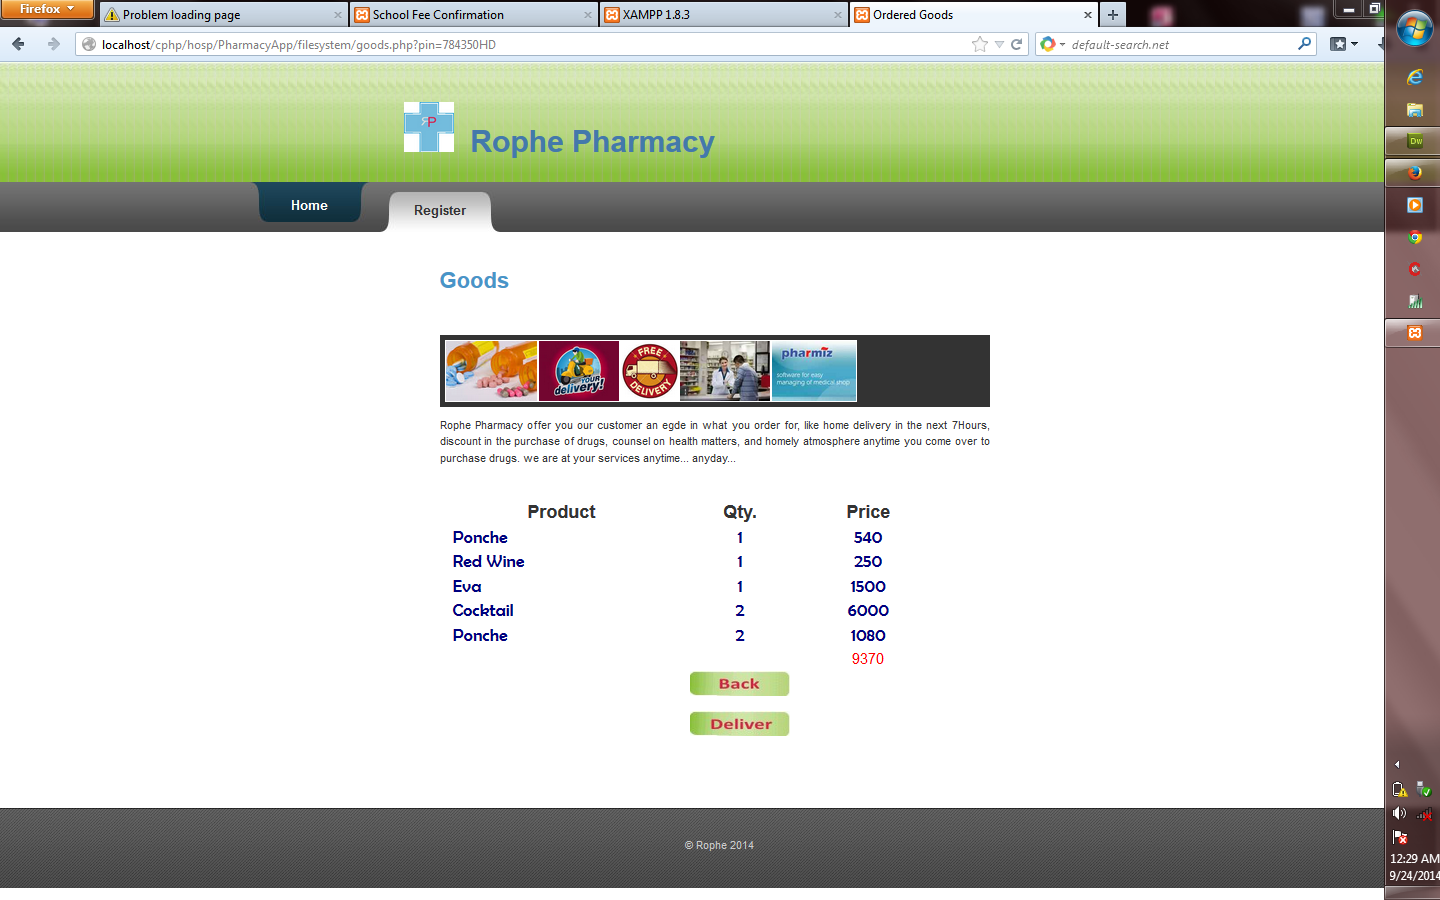 Firefox
Problem loading page
School Fee Confirmation
XAMPP 1.8.3
Ordered Goods
localhost/cphp/hosp/PharmacyApp/filesystem/goods.php?pin=784350HD
default-search.net
RP
Rophe Pharmacy
Home
Register
Goods
YOUR delivery!
FREE DELIVERY
pharmiz
software for easy
managing of medical shop
Rophe Pharmacy offer you our customer an egde in what you order for, like home delivery in the next 7Hours,
discount in the purchase of drugs, counsel on health matters, and homely atmosphere anytime you come over to
purchase drugs. we are at your services anytime... anyday...
Product Qty. Price
Ponche 1 540
Red Wine 1 250
Eva 1 1500
Cocktail 2 6000
Ponche 2 1080
9370
Back
Deliver
© Rophe 2014
Dw
12:29 AM
9/24/2014